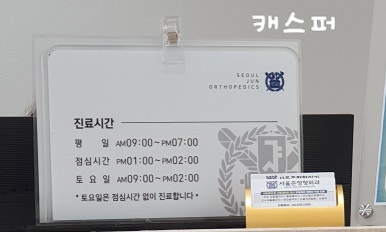 캐스퍼
SEOUL
JUN
ORTHOPEDICS
진료시간
평 일 AM09:00~PM07:00
점심시간 PM01:00~PM02:00
토 요 일 AM09:00~PM02:00
* 토요일은 점심시간 없이 진료합니다 *
서울준정형외과